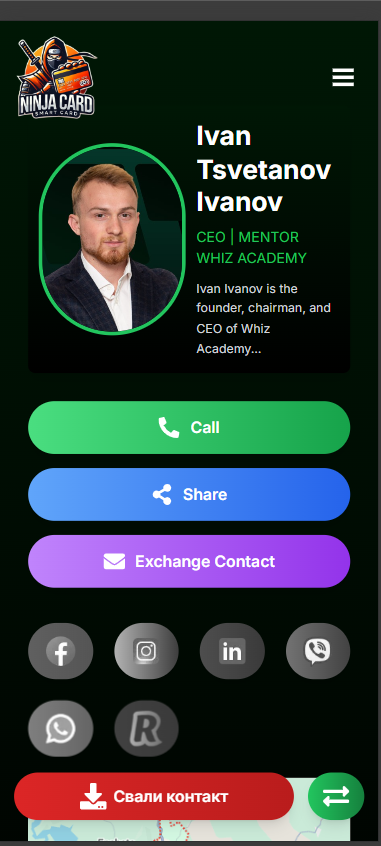 NINJA CARD
SMART CARD
Ivan
Tsvetanov
Ivanov
CEO | MENTOR
WHIZ ACADEMY
Ivan Ivanov is the
founder, chairman, and
CEO of Whiz
Academy...
Call
Share
Exchange Contact
Свали контакт